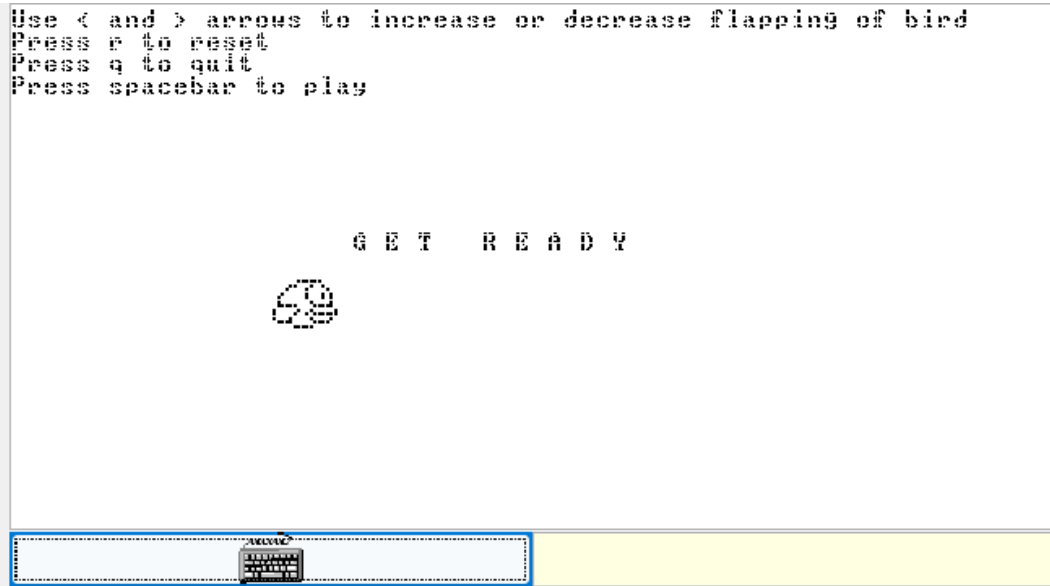 Use < and > arrows to increase or decrease flapping of bird
Press r to reset
Press q to quit
Press spacebar to play
G E T  R E A D Y